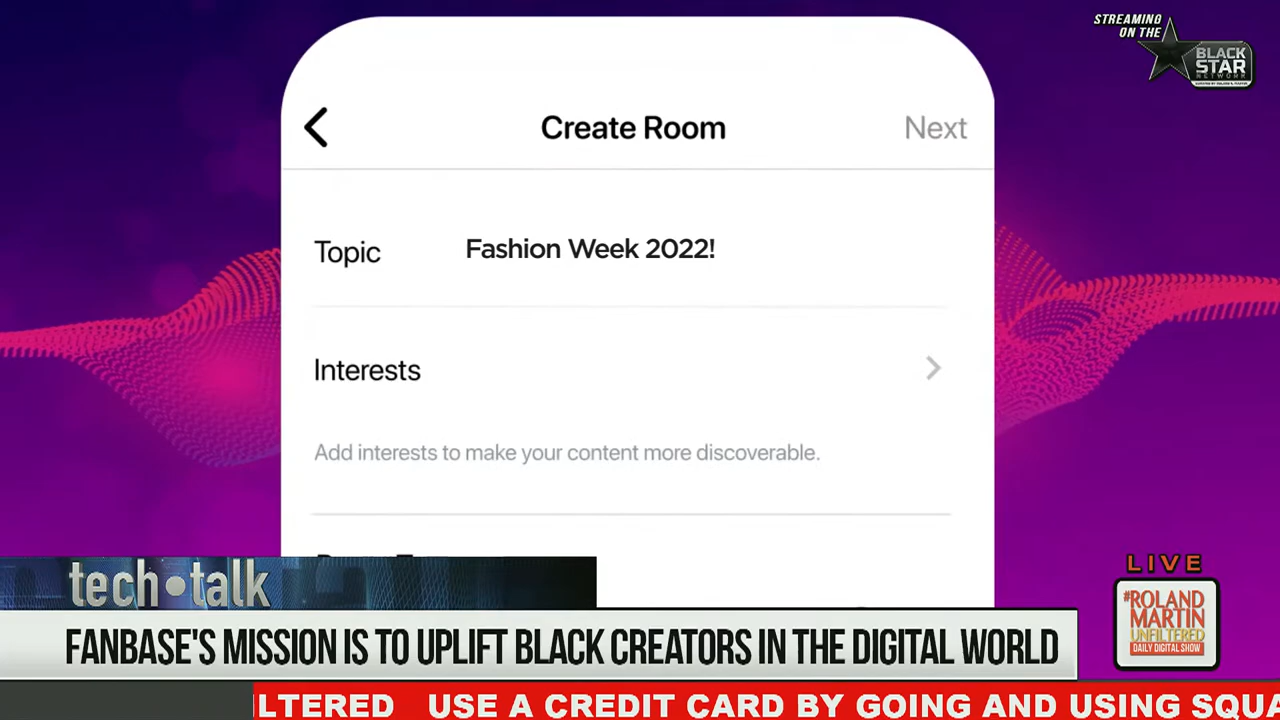 STREAMING
ON THE
BLACK
STAR
NETWORK
Create Room
Next
Topic
Fashion Week 2022!
Interests
Add interests to make your content more discoverable.
tech•talk
LIVE
FANBASE'S MISSION IS TO UPLIFT BLACK CREATORS IN THE DIGITAL WORLD
#ROLAND
MARTIN
UNFILTERED
DAILY DIGITAL SHOW
LTERED USE A CREDIT CARD BY GOING AND USING SQUA